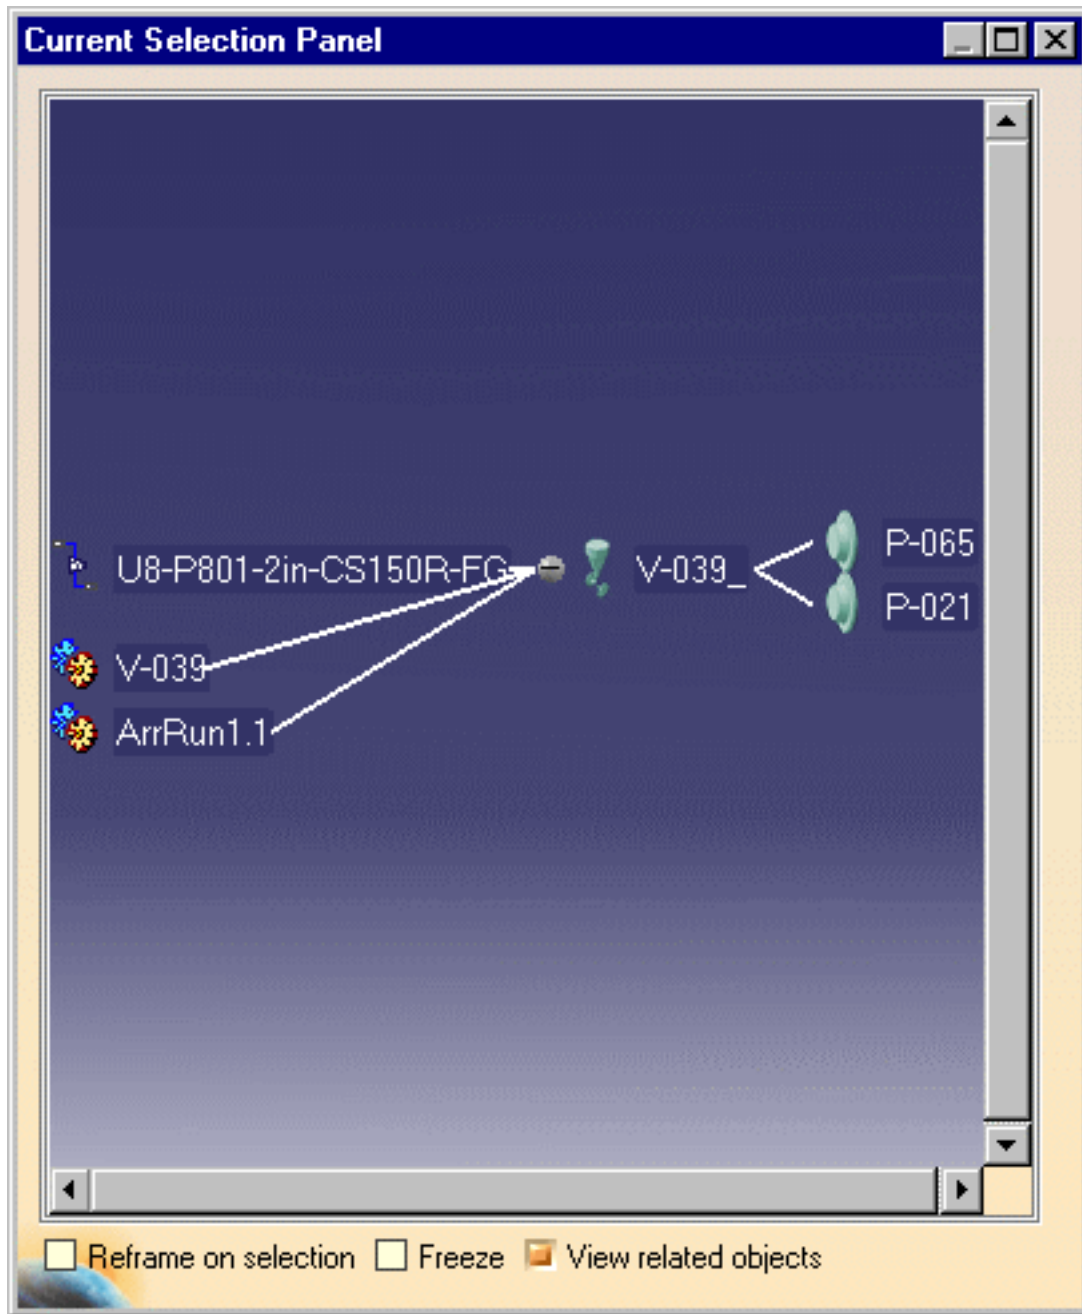 Current Selection Panel
U8-P801-2in-CS150R-FG
V-039_
P-065
P-021
V-039
ArrRun1.1
Reframe on selection Freeze View related objects